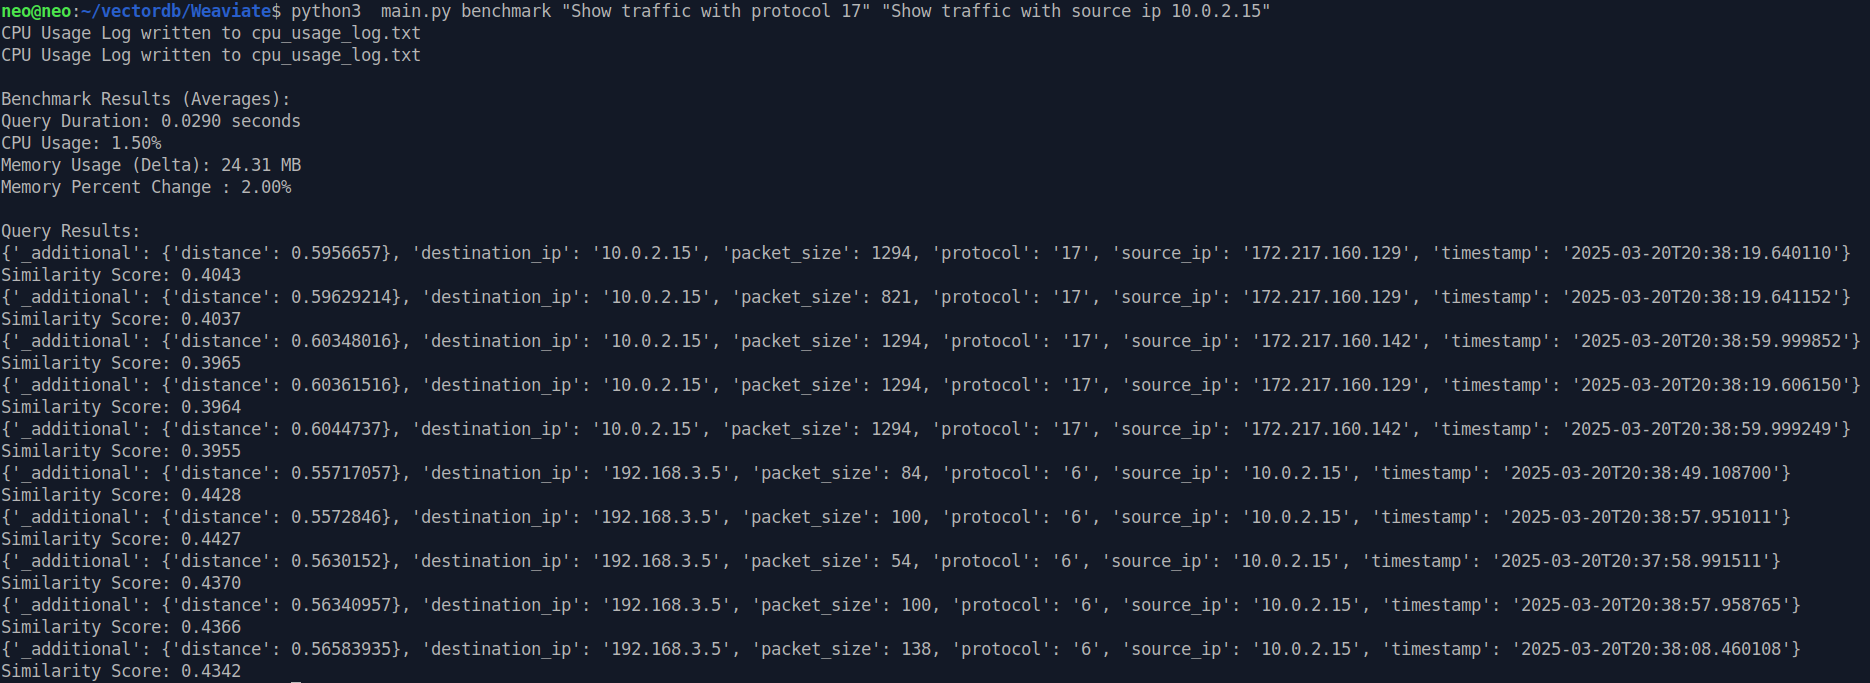 neo@neo:~/vectordb/Weaviate$ python3  main.py benchmark "Show traffic with protocol 17" "Show traffic with source ip 10.0.2.15"
CPU Usage Log written to cpu_usage_log.txt
CPU Usage Log written to cpu_usage_log.txt
Benchmark Results (Averages):
Query Duration: 0.0290 seconds
CPU Usage: 1.50%
Memory Usage (Delta): 24.31 MB
Memory Percent Change : 2.00%
Query Results:
{'_additional': {'distance': 0.5956657}, 'destination_ip': '10.0.2.15', 'packet_size': 1294, 'protocol': '17', 'source_ip': '172.217.160.129', 'timestamp': '2025-03-20T20:38:19.640110'}
Similarity Score: 0.4043
{'_additional': {'distance': 0.59629214}, 'destination_ip': '10.0.2.15', 'packet_size': 821, 'protocol': '17', 'source_ip': '172.217.160.129', 'timestamp': '2025-03-20T20:38:19.641152'}
Similarity Score: 0.4037
{'_additional': {'distance': 0.60348016}, 'destination_ip': '10.0.2.15', 'packet_size': 1294, 'protocol': '17', 'source_ip': '172.217.160.142', 'timestamp': '2025-03-20T20:38:59.999852'}
Similarity Score: 0.3965
{'_additional': {'distance': 0.60361516}, 'destination_ip': '10.0.2.15', 'packet_size': 1294, 'protocol': '17', 'source_ip': '172.217.160.129', 'timestamp': '2025-03-20T20:38:19.606150'}
Similarity Score: 0.3964
{'_additional': {'distance': 0.6044737}, 'destination_ip': '10.0.2.15', 'packet_size': 1294, 'protocol': '17', 'source_ip': '172.217.160.142', 'timestamp': '2025-03-20T20:38:59.999249'}
Similarity Score: 0.3955
{'_additional': {'distance': 0.55717057}, 'destination_ip': '192.168.3.5', 'packet_size': 84, 'protocol': '6', 'source_ip': '10.0.2.15', 'timestamp': '2025-03-20T20:38:49.108700'}
Similarity Score: 0.4428
{'_additional': {'distance': 0.5572846}, 'destination_ip': '192.168.3.5', 'packet_size': 100, 'protocol': '6', 'source_ip': '10.0.2.15', 'timestamp': '2025-03-20T20:38:57.951011'}
Similarity Score: 0.4427
{'_additional': {'distance': 0.5630152}, 'destination_ip': '192.168.3.5', 'packet_size': 54, 'protocol': '6', 'source_ip': '10.0.2.15', 'timestamp': '2025-03-20T20:37:58.991511'}
Similarity Score: 0.4370
{'_additional': {'distance': 0.56340957}, 'destination_ip': '192.168.3.5', 'packet_size': 100, 'protocol': '6', 'source_ip': '10.0.2.15', 'timestamp': '2025-03-20T20:38:57.958765'}
Similarity Score: 0.4366
{'_additional': {'distance': 0.56583935}, 'destination_ip': '192.168.3.5', 'packet_size': 138, 'protocol': '6', 'source_ip': '10.0.2.15', 'timestamp': '2025-03-20T20:38:08.460108'}
Similarity Score: 0.4342